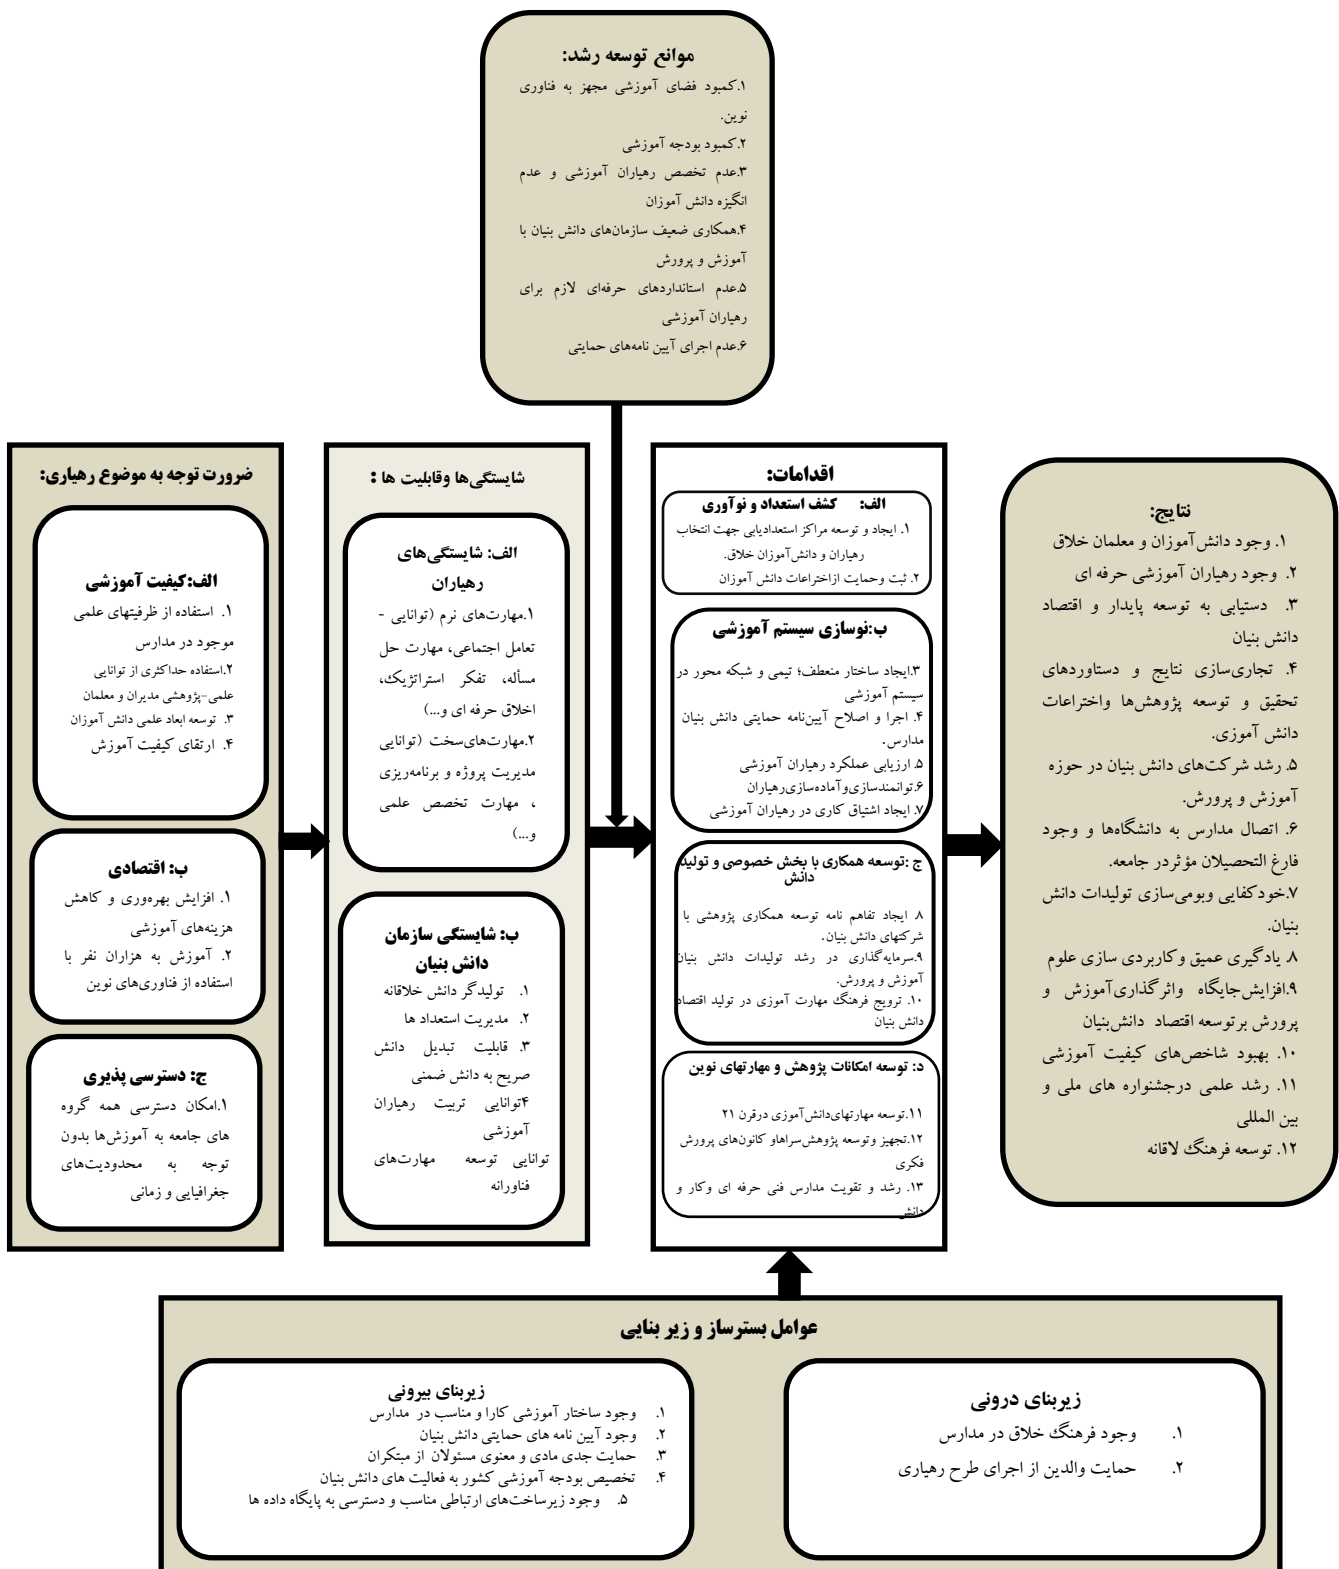 موانع توسعه رشد:
۱.کمبود فضای آموزشی مجهز به فناوری
نوین.
۲.کمبود بودجه آموزشی
۳.عدم تخصص رهیاران آموزشی و عدم
انگیزه دانش آموزان
۴.همکاری ضعیف سازمان‌های دانش بنیان با
آموزش و پرورش
۵.عدم استانداردهای حرفه‌ای لازم برای
رهیاران آموزشی
۶.عدم اجرای آیین نامه‌های حمایتی
ضرورت توجه به موضوع رهیاری:
الف:کیفیت آموزشی
۱. استفاده از ظرفیتهای علمی
موجود در مدارس
۲.استفاده حداکثری از توانایی
علمی-پژوهشی مدیران و معلمان
۳. توسعه ابعاد علمی دانش آموزان
۴. ارتقای کیفیت آموزش
ب: اقتصادی
۱. افزایش بهره‌وری و کاهش
هزینه‌های آموزشی
۲. آموزش به هزاران نفر با
استفاده از فناوری‌های نوین
ج: دسترسی پذیری
۱.امکان دسترسی همه گروه
های جامعه به آموزش‌ها بدون
توجه به محدودیت‌های
جغرافیایی و زمانی
شایستگی‌ها وقابلیت ها :
الف: شایستگی‌های
رهیاران
۱.مهارت‌های نرم (توانایی -
تعامل اجتماعی، مهارت حل
مسأله، تفکر استراتژیک،
اخلاق حرفه ای و...)
۲.مهارت‌های‌سخت (توانایی
مدیریت پروژه و برنامه‌ریزی
، مهارت تخصص علمی
و...)
ب: شایستگی سازمان
دانش بنیان
۱. تولیدگر دانش خلاقانه
۲. مدیریت استعداد ها
۳. قابلیت تبدیل دانش
صریح به دانش ضمنی
۴توانایی تربیت رهیاران
آموزشی
توانایی توسعه مهارت‌های
فناورانه
اقدامات:
الف: کشف استعداد و نوآوری
۱. ایجاد و توسعه مراکز استعدادیابی جهت انتخاب
رهیاران و دانش‌آموزان خلاق.
۲. ثبت وحمایت ازاختراعات دانش آموزان
ب:نوسازی سیستم آموزشی
۳.ایجاد ساختار منعطف؛ تیمی و شبکه محور در
سیستم آموزشی
۴. اجرا و اصلاح آیین‌نامه حمایتی دانش بنیان
مدارس.
۵. ارزیابی عملکرد رهیاران آموزشی
۶.توانمندسازی‌وآماده‌سازی‌رهیاران
۷. ایجاد اشتیاق کاری در رهیاران آموزشی
ج :توسعه همکاری با بخش خصوصی و تولید
دانش
۸. ایجاد تفاهم نامه توسعه همکاری پژوهشی با
شرکتهای دانش بنیان.
۹.سرمایه‌گذاری در رشد تولیدات دانش بنیان
آموزش و پرورش.
۱۰. ترویج فرهنگ مهارت آموزی در تولید اقتصاد
دانش بنیان
د: توسعه امکانات پژوهش و مهارتهای نوین
۱۱.توسعه مهارتهای‌دانش‌آموزی درقرن ۲۱
۱۲.تجهیز وتوسعه پژوهش‌سراهاو کانون‌های پرورش
فکری
۱۳. رشد و تقویت مدارس فنی حرفه ای وکار و
دانش
نتایج:
۱. وجود دانش‌آموزان و معلمان خلاق
۲. وجود رهیاران آموزشی حرفه ای
۳. دستیابی به توسعه پایدار و اقتصاد
دانش بنیان
۴. تجاری‌سازی نتایج و دستاوردهای
تحقیق و توسعه پژوهش‌ها واختراعات
دانش آموزی.
۵. رشد شرکت‌های دانش بنیان در حوزه
آموزش و پرورش.
۶. اتصال مدارس به دانشگاه‌ها و وجود
فارغ التحصیلان مؤثردر جامعه.
۷.خودکفایی وبومی‌سازی تولیدات دانش
بنیان.
۸. یادگیری عمیق وکاربردی سازی علوم
۹.افزایش‌جایگاه واثرگذاری‌آموزش و
پرورش برتوسعه اقتصاد دانش‌بنیان
۱۰. بهبود شاخص‌های کیفیت آموزشی
۱۱. رشد علمی درجشنواره های ملی و
بین المللی
۱۲. توسعه فرهنگ لاقانه
عوامل بسترساز و زیر بنایی
زیربنای درونی
۱. وجود فرهنگ خلاق در مدارس
۲. حمایت والدین از اجرای طرح رهیاری
زیربنای بیرونی
۱. وجود ساختار آموزشی کارا و مناسب در مدارس
۲. وجود آیین نامه های حمایتی دانش بنیان
۳. حمایت جدی مادی و معنوی مسئولان از مبتکران
۴. تخصیص بودجه آموزشی کشور به فعالیت های دانش بنیان
۵. وجود زیرساخت‌های ارتباطی مناسب و دسترسی به پایگاه داده ها